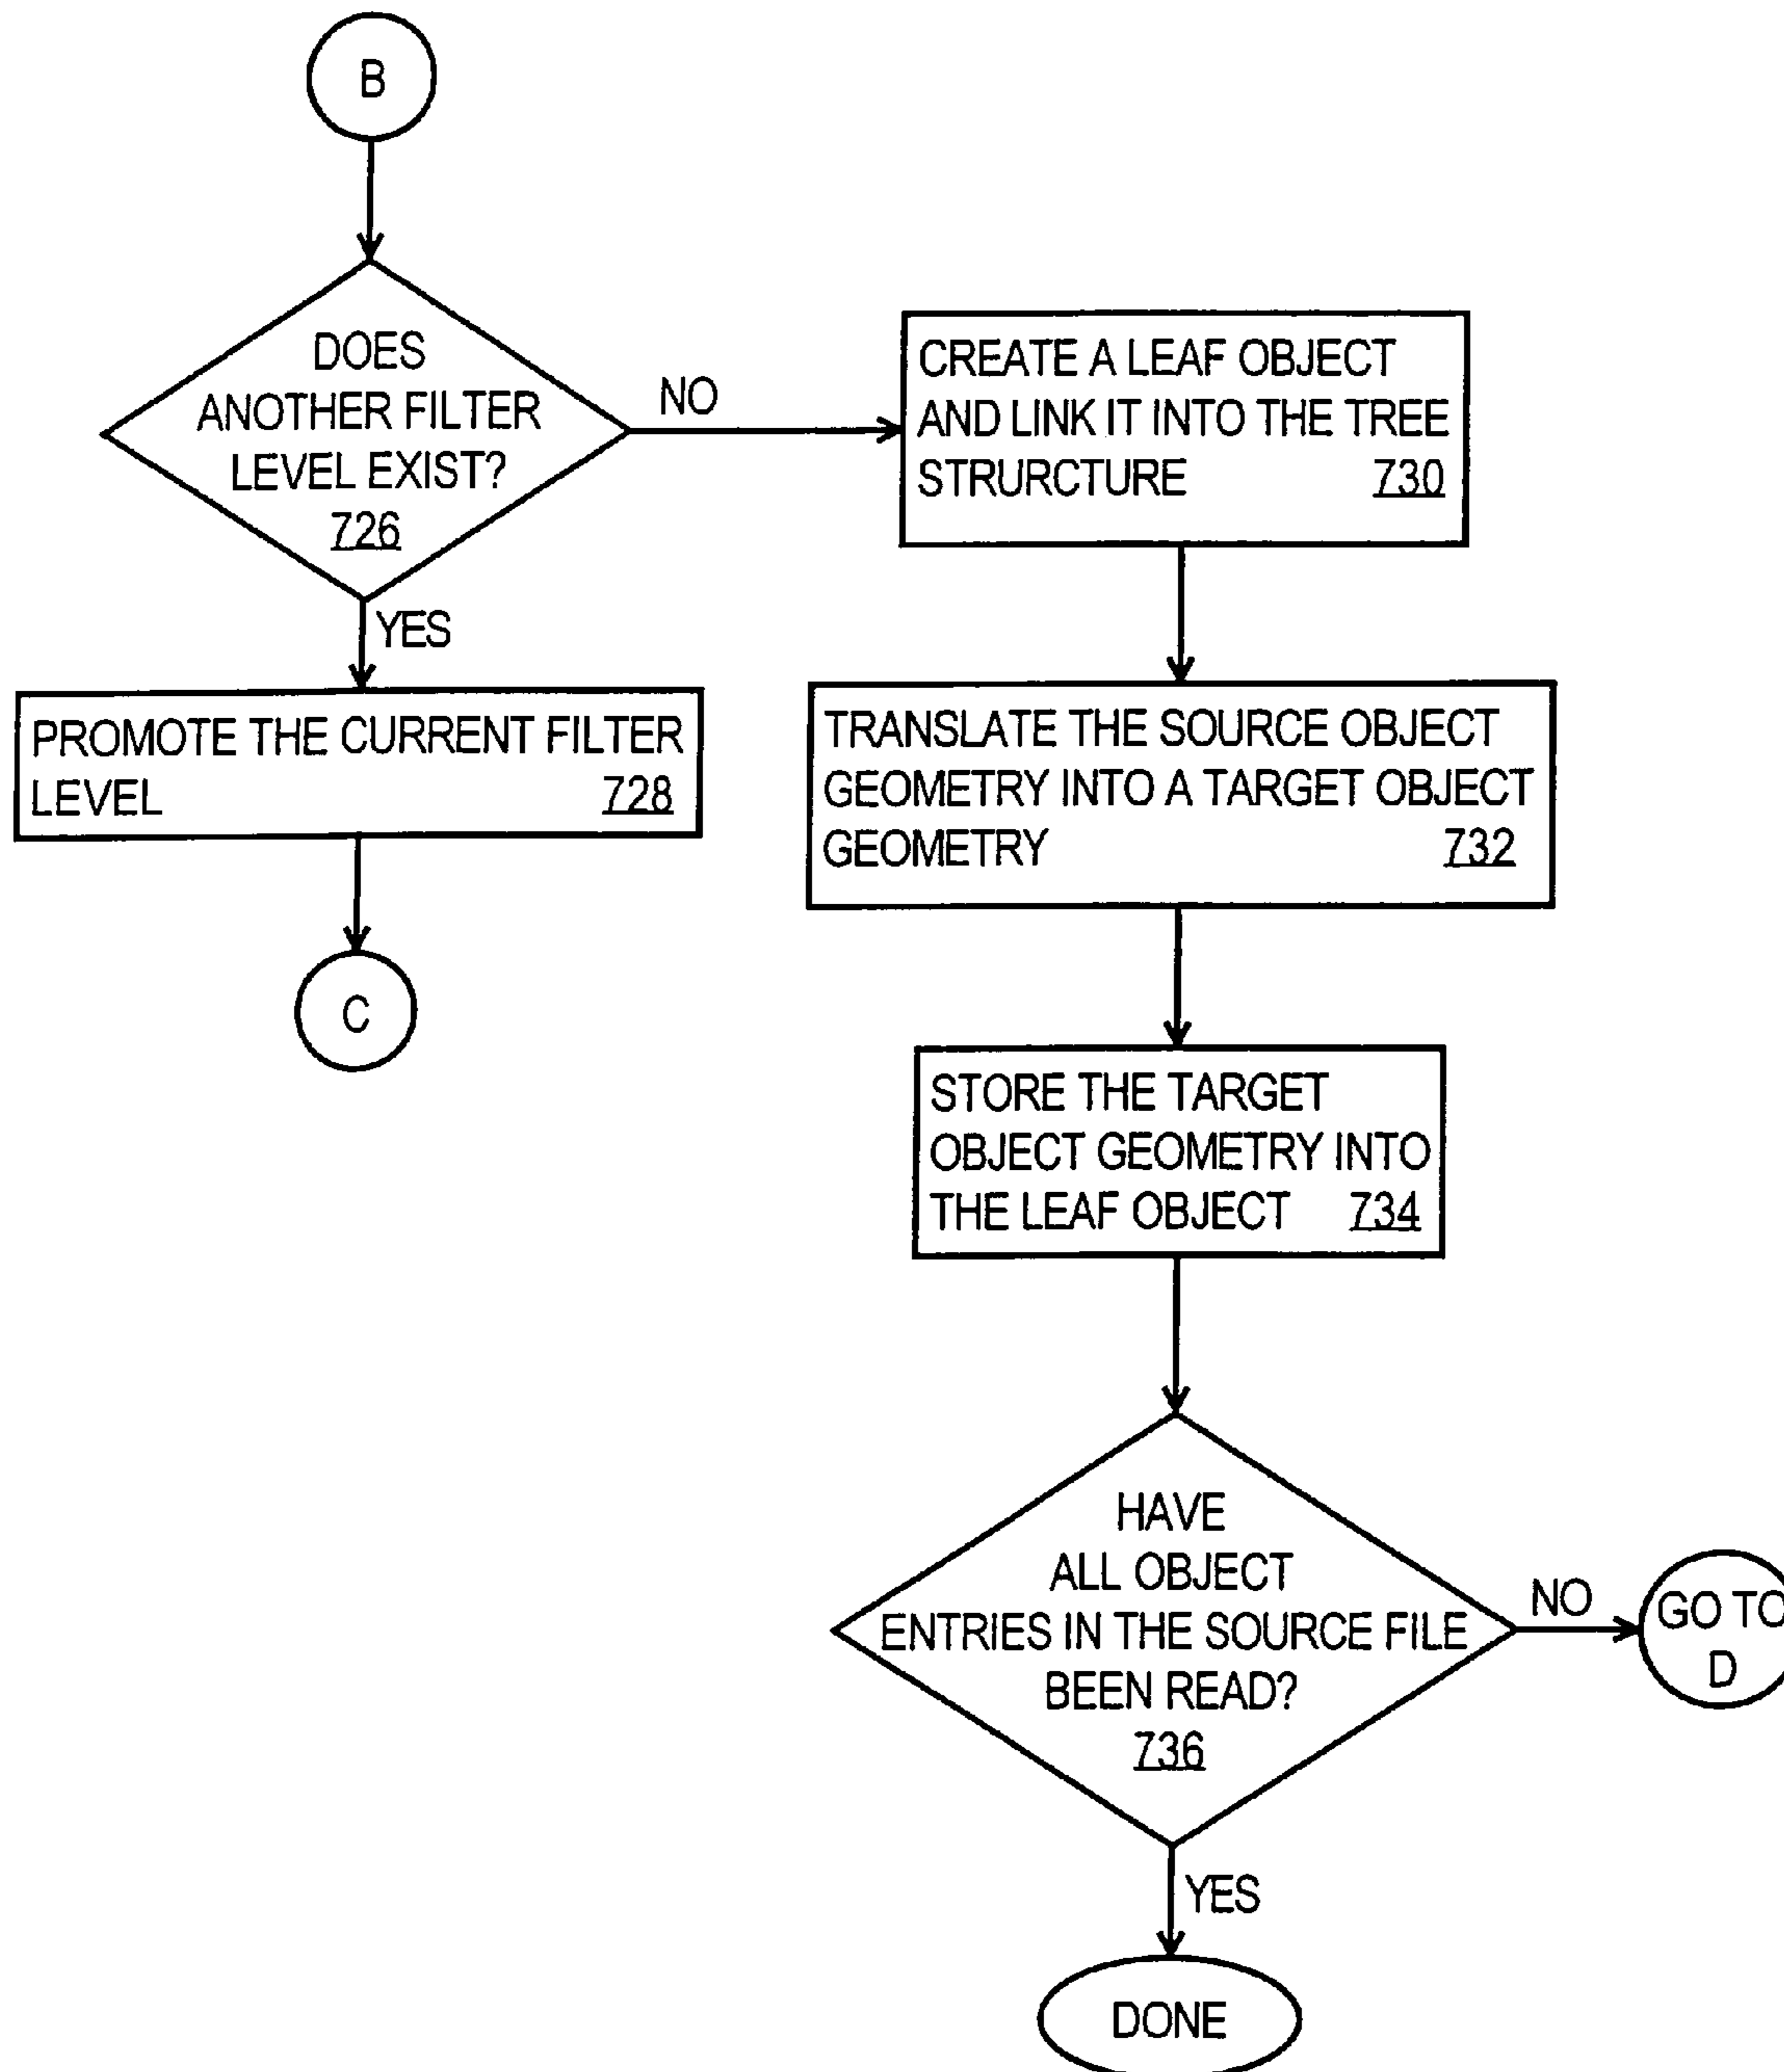 B
DOES
ANOTHER FILTER
LEVEL EXIST?
726
NO
YES
PROMOTE THE CURRENT FILTER
LEVEL 728
C
CREATE A LEAF OBJECT
AND LINK IT INTO THE TREE
STRURCTURE 730
TRANSLATE THE SOURCE OBJECT
GEOMETRY INTO A TARGET OBJECT
GEOMETRY 732
STORE THE TARGET
OBJECT GEOMETRY INTO
THE LEAF OBJECT 734
HAVE
ALL OBJECT
ENTRIES IN THE SOURCE FILE
BEEN READ?
736
NO
GO TO
D
YES
DONE